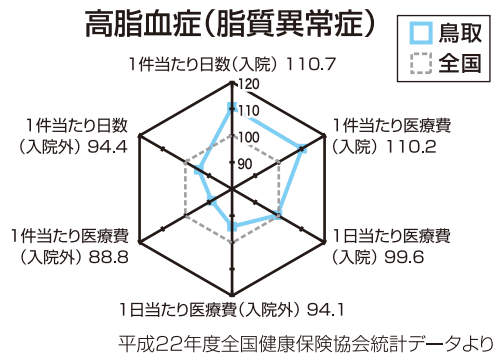 高脂血症（脂質異常症）
鳥取
全国
1件当たり日数（入院） 110.7
120
110
100
90
1件当たり医療費
（入院） 110.2
1日当たり医療費
（入院） 99.6
1日当たり医療費（入院外） 94.1
1件当たり医療費
（入院外） 88.8
1件当たり日数
（入院外） 94.4
平成22年度全国健康保険協会統計データより